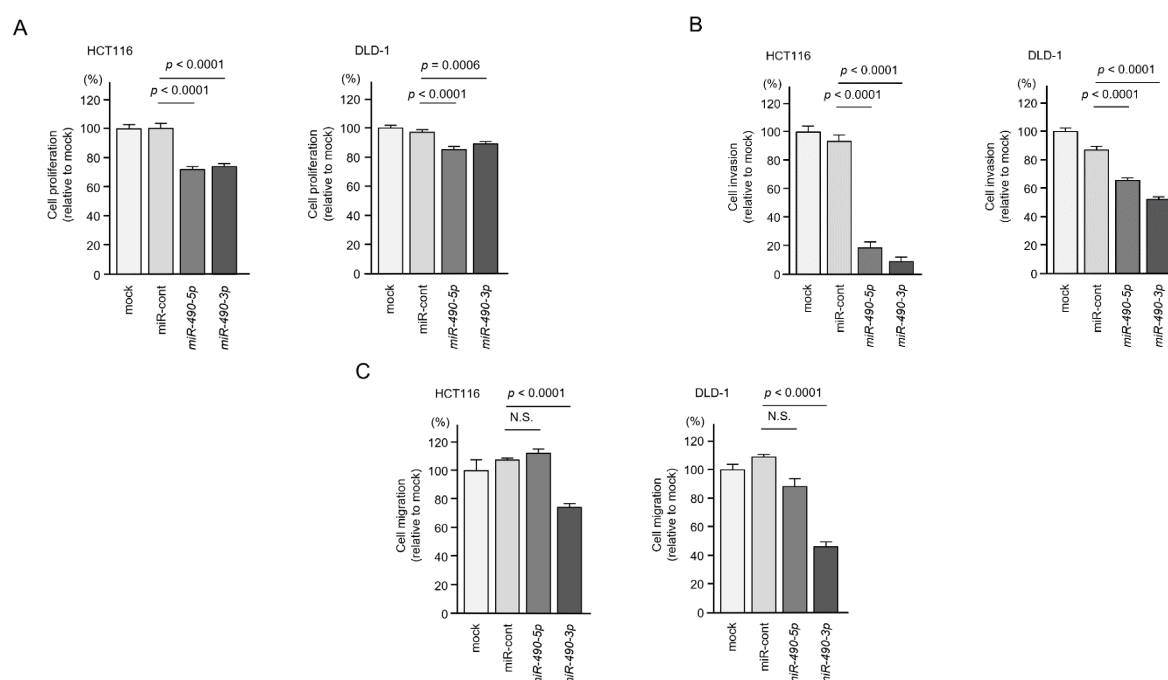 A
HCT116
p < 0.0001
p < 0.0001
(%)
120
100
80
60
40
20
0
Cell proliferation
(relative to mock)
mock
miR-cont
miR-490-5p
miR-490-3p
DLD-1
p = 0.0006
p < 0.0001
(%)
120
100
80
60
40
20
0
Cell proliferation
(relative to mock)
mock
miR-cont
miR-490-5p
miR-490-3p
B
HCT116
p < 0.0001
p < 0.0001
(%)
120
100
80
60
40
20
0
Cell invasion
(relative to mock)
mock
miR-cont
miR-490-5p
miR-490-3p
DLD-1
p < 0.0001
p < 0.0001
(%)
120
100
80
60
40
20
0
Cell invasion
(relative to mock)
mock
miR-cont
miR-490-5p
miR-490-3p
C
HCT116
p < 0.0001
N.S.
(%)
120
100
80
60
40
20
0
Cell migration
(relative to mock)
mock
miR-cont
miR-490-5p
miR-490-3p
DLD-1
p < 0.0001
N.S.
(%)
120
100
80
60
40
20
0
Cell migration
(relative to mock)
mock
miR-cont
miR-490-5p
miR-490-3p